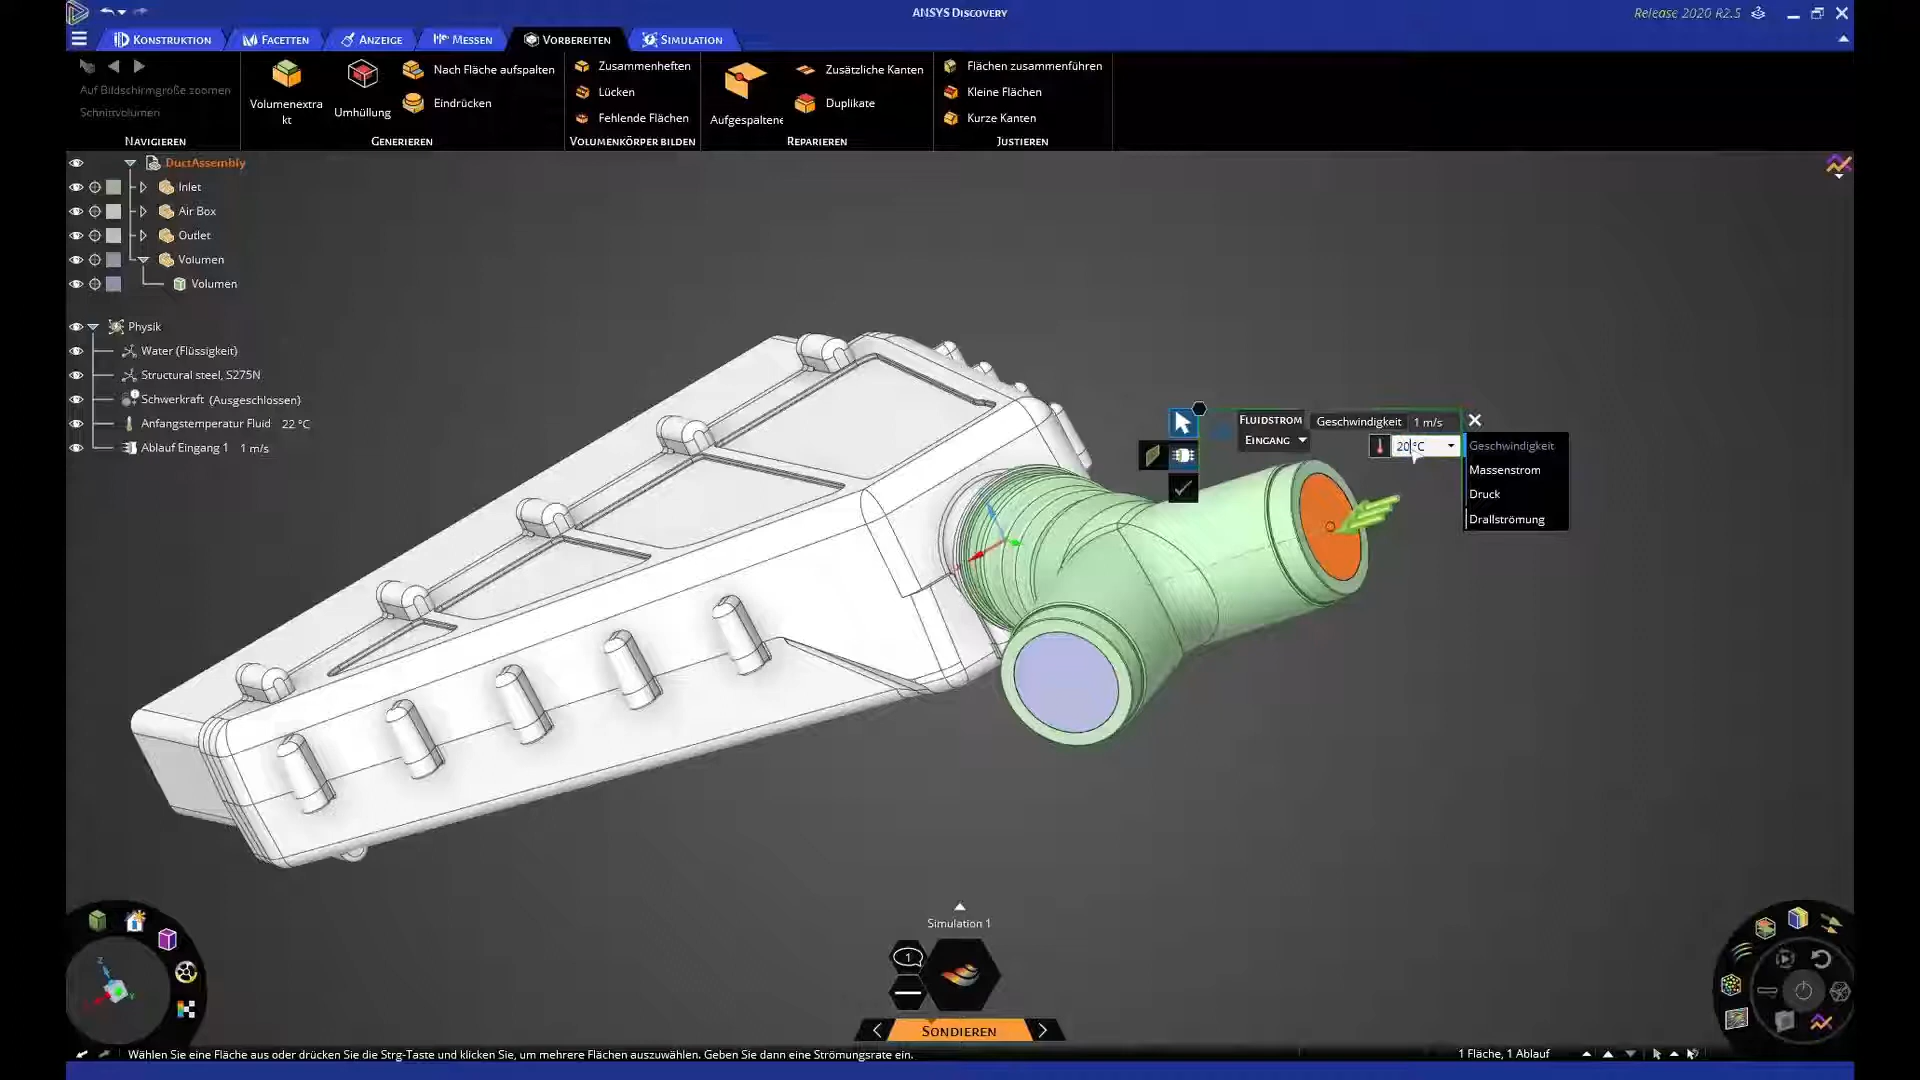 ANSYS Discovery
Release 2020 R2.5
Konstruktion
Facetten
Anzeige
Messen
Vorbereiten
Simulation
Auf Bildschirmgroße zoomen
Schnittvolumen
Navigieren
Volumenextra
kt
Umhüllung
Nach Fläche aufspalten
Eindrücken
Generieren
Zusammenheften
Lücken
Fehlende Flächen
Volumenkörper bilden
Aufgespaltene
Zusätzliche Kanten
Duplikate
Reparieren
Flächen zusammenführen
Kleine Flächen
Kurze Kanten
Justieren
DuctAssembly
Inlet
Air Box
Outlet
Volumen
Volumen
Physik
Water (Flüssigkeit)
Structural steel, S275N
Schwerkraft (Ausgeschlossen)
Anfangstemperatur Fluid 22 °C
Ablauf Eingang 1 1 m/s
Fluidstrom
Eingang
Geschwindigkeit 1 m/s
20°C
Geschwindigkeit
Massenstrom
Druck
Drallströmung
Z
Y
Simulation 1
1
Sondieren
Wählen Sie eine Fläche aus oder drücken Sie die Strg-Taste und klicken Sie, um mehrere Flächen auszuwählen. Geben Sie dann eine Strömungsrate ein.
1 Fläche, 1 Ablauf